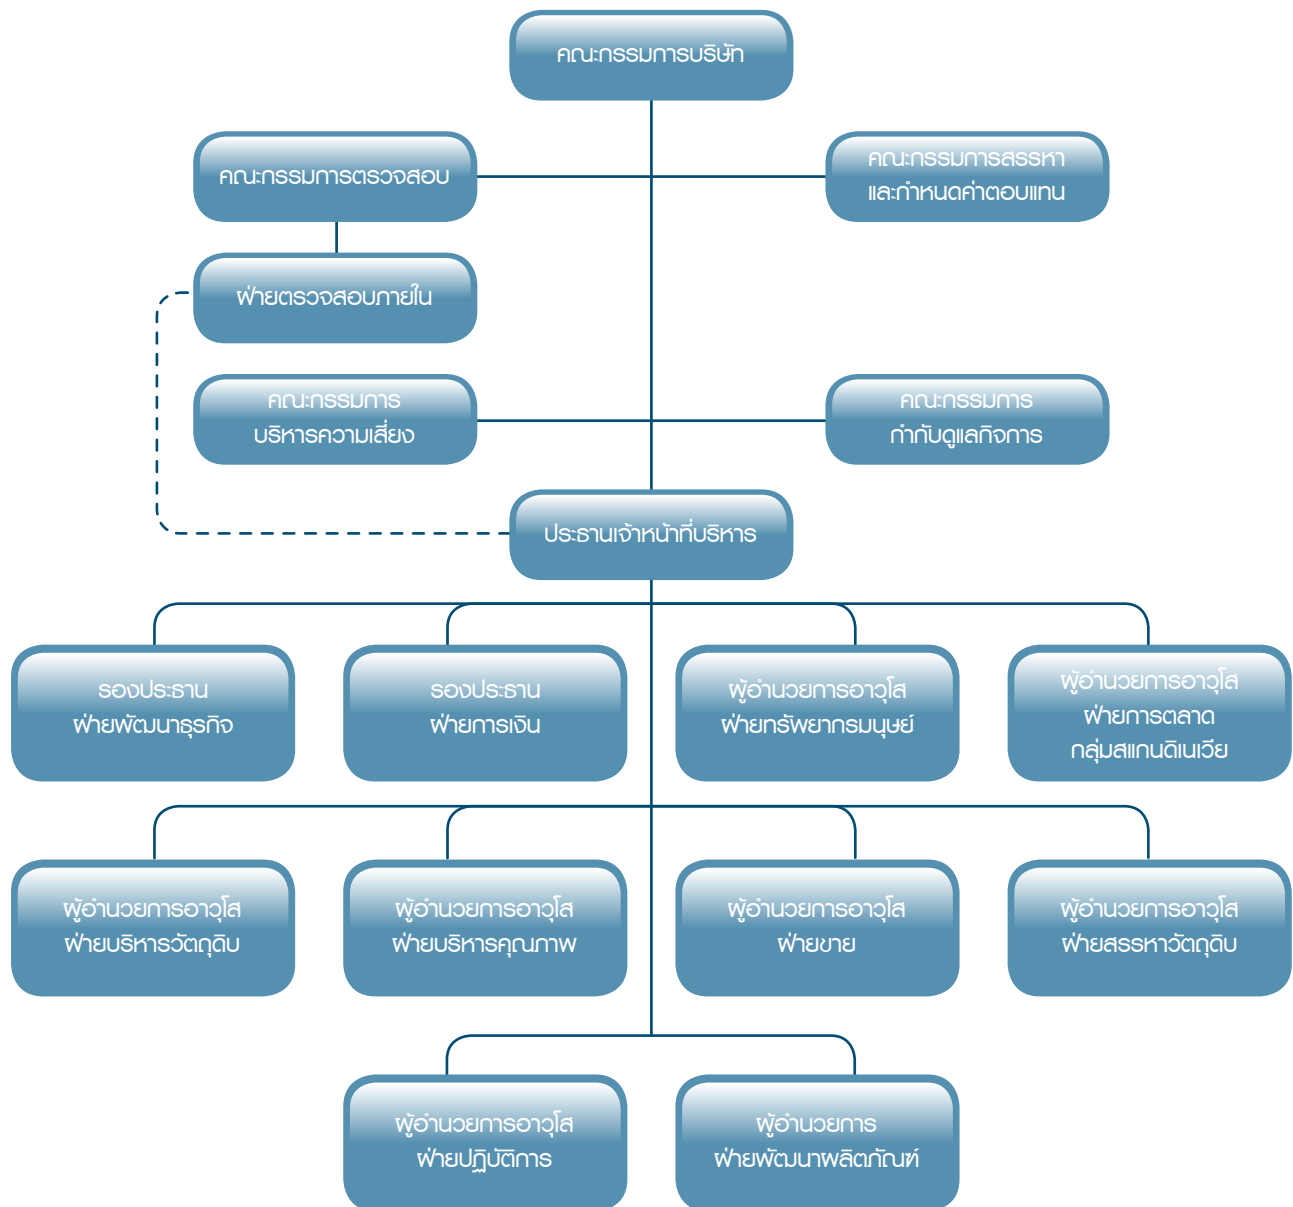 คณะกรรมการบริษัท
คณะกรรมการตรวจสอบ
คณะกรรมการสรรหา
และกำหนดค่าตอบแทน
ฝ่ายตรวจสอบภายใน
คณะกรรมการ
บริหารความเสี่ยง
คณะกรรมการ
กำกับดูแลกิจการ
ประธานเจ้าหน้าที่บริหาร
รองประธาน
ฝ่ายพัฒนาธุรกิจ
รองประธาน
ฝ่ายการเงิน
ผู้อำนวยการอาวุโส
ฝ่ายทรัพยากรมนุษย์
ผู้อำนวยการอาวุโส
ฝ่ายการตลาด
กลุ่มสแกนดิเนเวีย
ผู้อำนวยการอาวุโส
ฝ่ายบริหารวัตถุดิบ
ผู้อำนวยการอาวุโส
ฝ่ายบริหารคุณภาพ
ผู้อำนวยการอาวุโส
ฝ่ายขาย
ผู้อำนวยการอาวุโส
ฝ่ายสรรหาวัตถุดิบ
ผู้อำนวยการอาวุโส
ฝ่ายปฏิบัติการ
ผู้อำนวยการ
ฝ่ายพัฒนาผลิตภัณฑ์